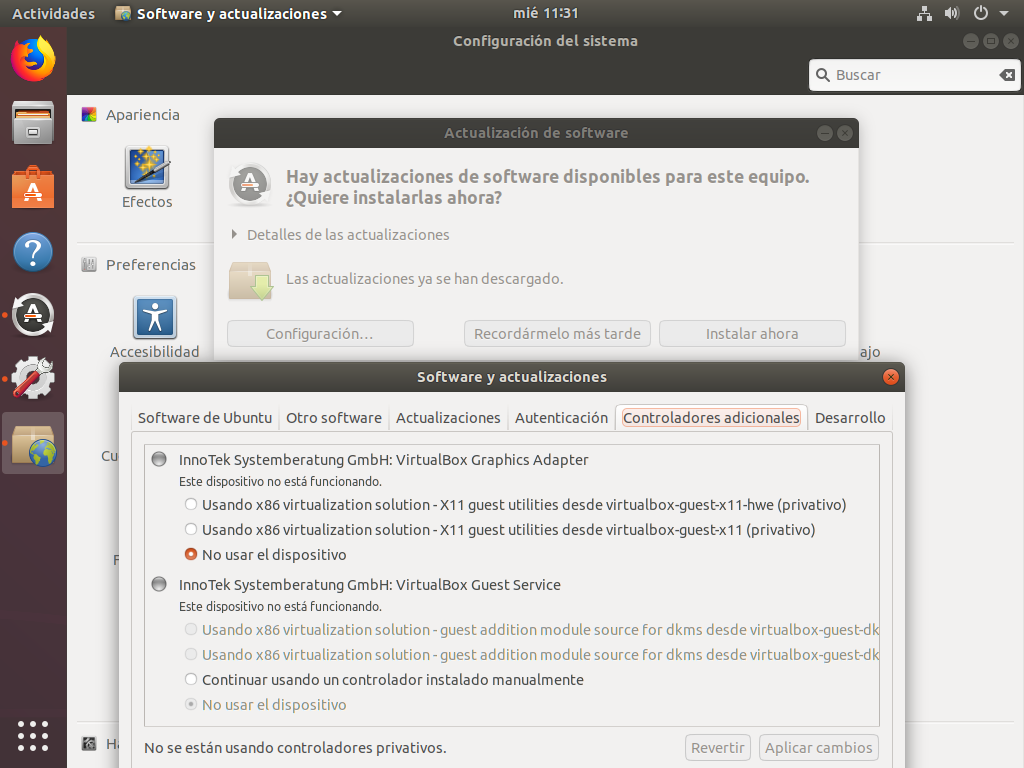 Actividades
Software y actualizaciones
mié 11:31
Configuración del sistema
Buscar
Apariencia
Efectos
Preferencias
Accesibilidad
Cu
F
ajo
Actualización de software
Hay actualizaciones de software disponibles para este equipo.
¿Quiere instalarlas ahora?
Detalles de las actualizaciones
Las actualizaciones ya se han descargado.
Configuración...
Recordármelo más tarde
Instalar ahora
Software y actualizaciones
Software de Ubuntu
Otro software
Actualizaciones
Autenticación
Controladores adicionales
Desarrollo
InnoTek Systemberatung GmbH: VirtualBox Graphics Adapter
Este dispositivo no está funcionando.
Usando x86 virtualization solution - X11 guest utilities desde virtualbox-guest-x11-hwe (privativo)
Usando x86 virtualization solution - X11 guest utilities desde virtualbox-guest-x11 (privativo)
No usar el dispositivo
InnoTek Systemberatung GmbH: VirtualBox Guest Service
Este dispositivo no está funcionando.
Usando x86 virtualization solution - guest addition module source for dkms desde virtualbox-guest-dk
Usando x86 virtualization solution - guest addition module source for dkms desde virtualbox-guest-dk
Continuar usando un controlador instalado manualmente
No usar el dispositivo
Ha
No se están usando controladores privativos.
Revertir
Aplicar cambios